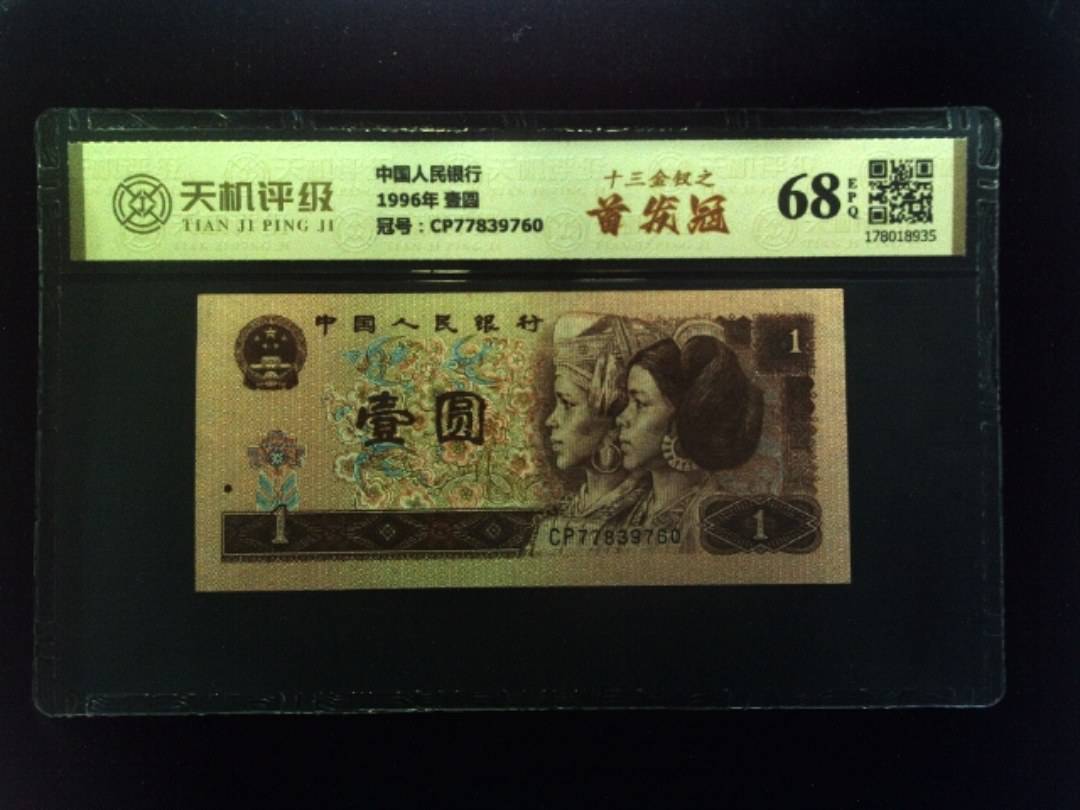 天机评级
TIAN JI PING JI
中国人民银行
1996年 壹圆
冠号：CP77839760
十三金钗之
首发冠
68
EPQ
178018935
中国人民银行
1
壹圆
1
CP77839760
1